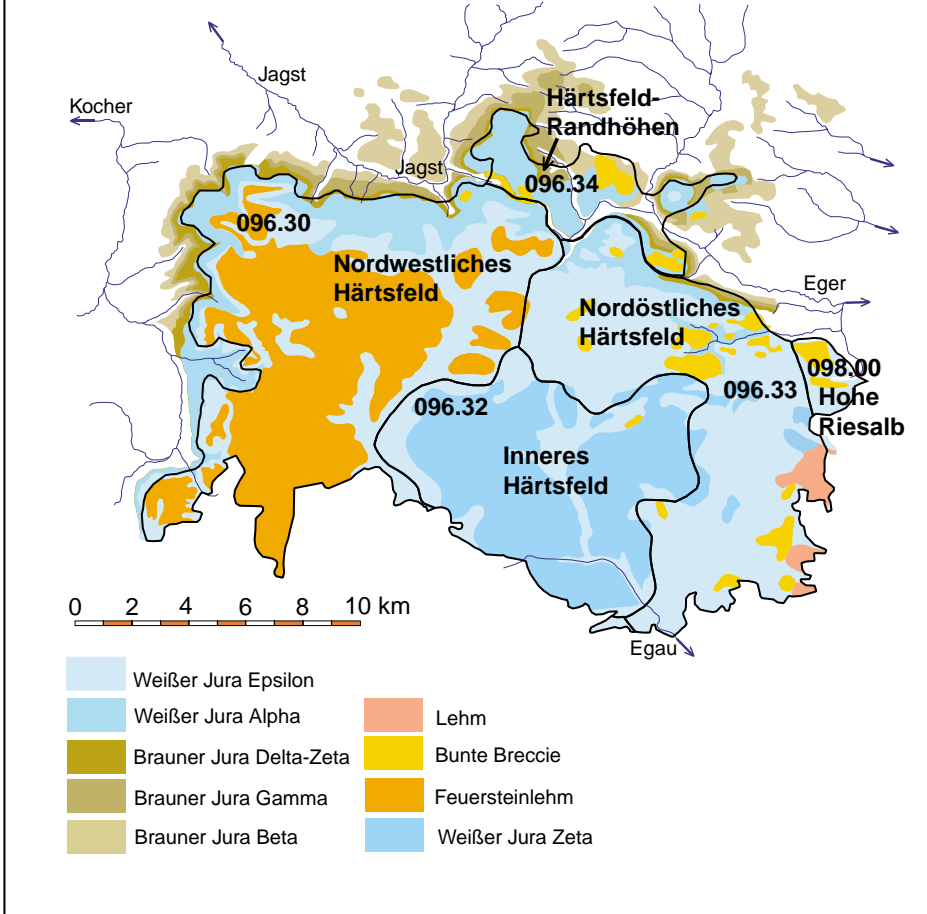 Jagst
Kocher
Härtsfeld-
Randhöhen
Jagst
096.34
096.30
Nordwestliches
Härtsfeld
Eger
Nordöstliches
Härtsfeld
098.00
Hohe
Riesalb
096.33
096.32
Inneres
Härtsfeld
0 2 4 6 8 10 km
Egau
Weißer Jura Epsilon
Weißer Jura Alpha
Brauner Jura Delta-Zeta
Brauner Jura Gamma
Brauner Jura Beta
Lehm
Bunte Breccie
Feuersteinlehm
Weißer Jura Zeta